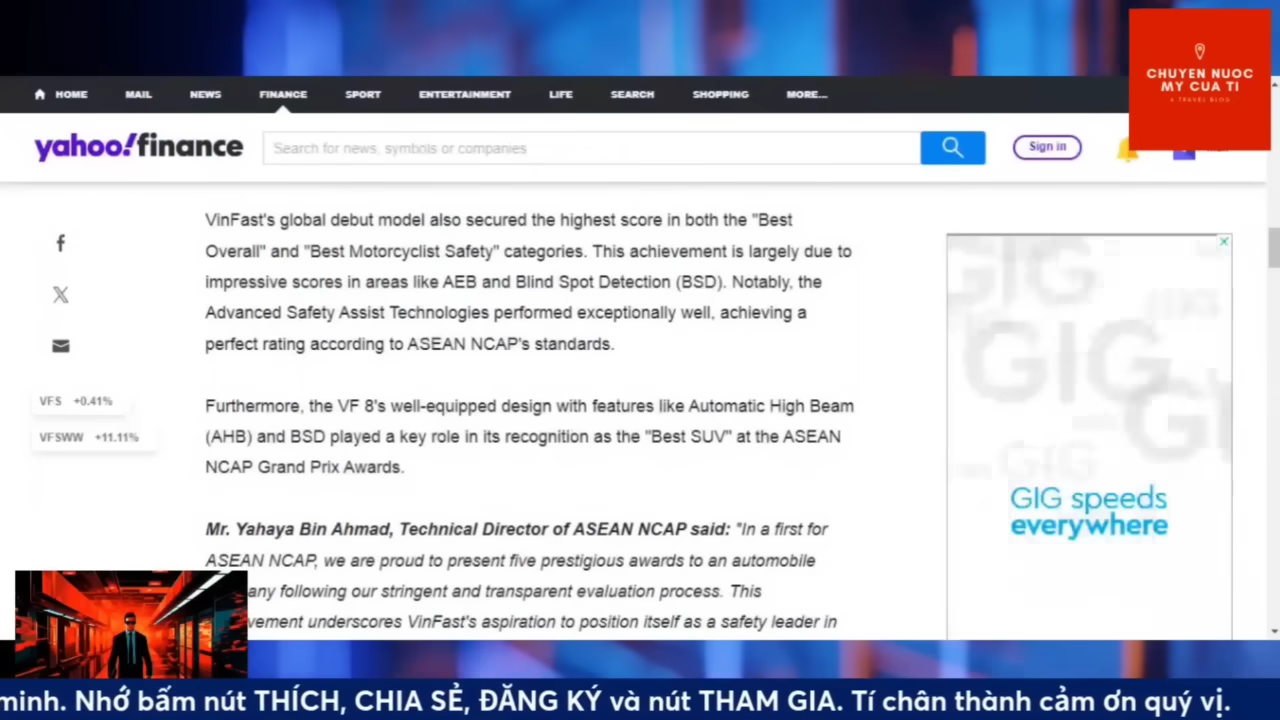 CHUYEN NUOC
MY CUA TI
A TRAVEL BLOG
HOME MAIL NEWS FINANCE SPORT ENTERTAINMENT LIFE SEARCH SHOPPING MORE...
yahoo!finance
Search for news, symbols or companies
Sign in
VinFast's global debut model also secured the highest score in both the "Best
Overall" and "Best Motorcyclist Safety" categories. This achievement is largely due to
impressive scores in areas like AEB and Blind Spot Detection (BSD). Notably, the
Advanced Safety Assist Technologies performed exceptionally well, achieving a
perfect rating according to ASEAN NCAP's standards.
VFS +0.41%
VFSWW +11.11%
Furthermore, the VF 8's well-equipped design with features like Automatic High Beam
(AHB) and BSD played a key role in its recognition as the "Best SUV" at the ASEAN
NCAP Grand Prix Awards.
Mr. Yahaya Bin Ahmad, Technical Director of ASEAN NCAP said: "In a first for
ASEAN NCAP, we are proud to present five prestigious awards to an automobile
any following our stringent and transparent evaluation process. This
vement underscores VinFast's aspiration to position itself as a safety leader in
GIG
GIG
GIG
GIG
GIG speeds
everywhere
minh. Nhớ bấm nút THÍCH, CHIA SẺ, ĐĂNG KÝ và nút THAM GIA. Tí chân thành cảm ơn quý vị.